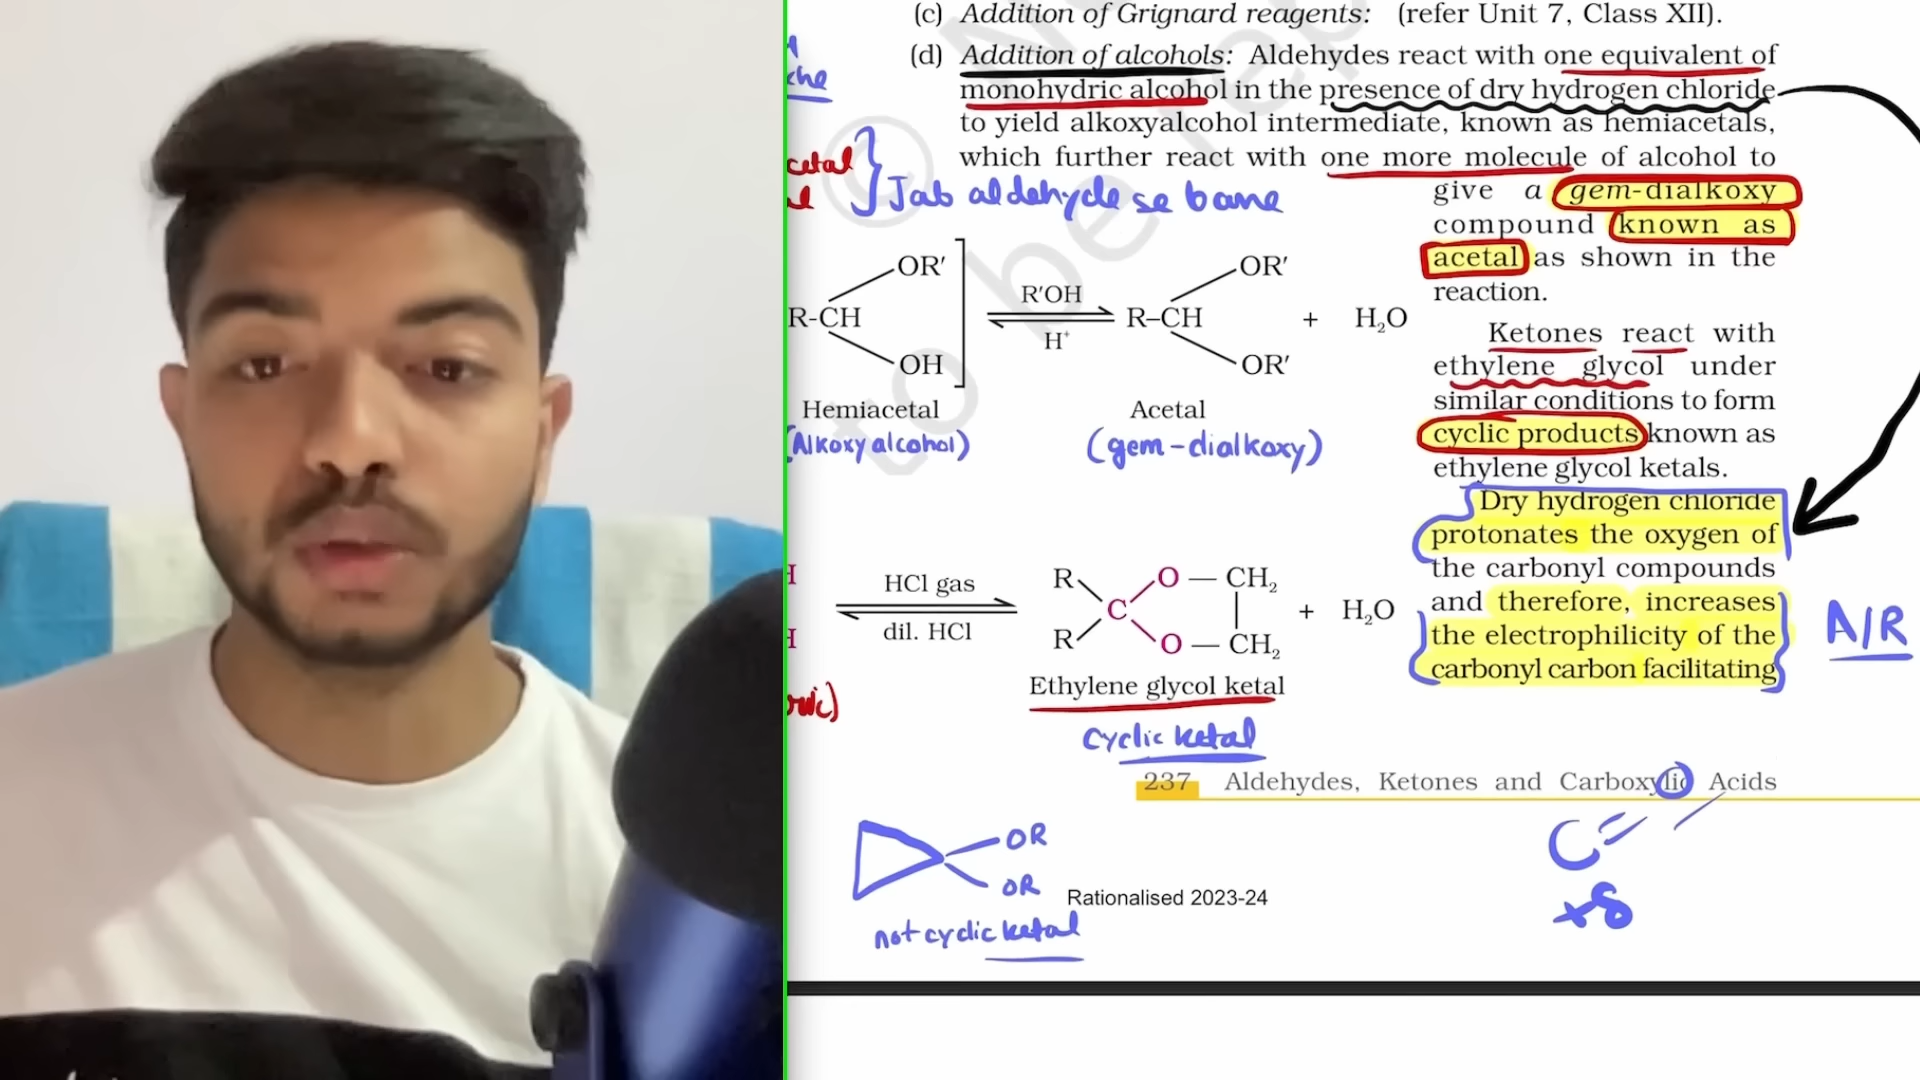 (c) Addition of Grignard reagents: (refer Unit 7, Class XII).
(d) Addition of alcohols: Aldehydes react with one equivalent of
monohydric alcohol in the presence of dry hydrogen chloride
to yield alkoxyalcohol intermediate, known as hemiacetals,
which further react with one more molecule of alcohol to
give a gem-dialkoxy
compound known as
acetal as shown in the
reaction.
Jab aldehyde se bane
R-CH
OR′
OH
R′OH
H⁺
R–CH
OR′
OR′
+ H₂O
Hemiacetal
(Alkoxyalcohol)
Acetal
(gem-dialkoxy)
Ketones react with
ethylene glycol under
similar conditions to form
cyclic products known as
ethylene glycol ketals.
Dry hydrogen chloride
protonates the oxygen of
the carbonyl compounds
and therefore, increases
the electrophilicity of the
carbonyl carbon facilitating
A/R
HCl gas
dil. HCl
R
R
C
O — CH₂
O — CH₂
+ H₂O
Ethylene glycol ketal
Cyclic ketal
237 Aldehydes, Ketones and Carboxylic Acids
OR
OR
not cyclic ketal
Rationalised 2023-24
C
+δ
© N
to be rep